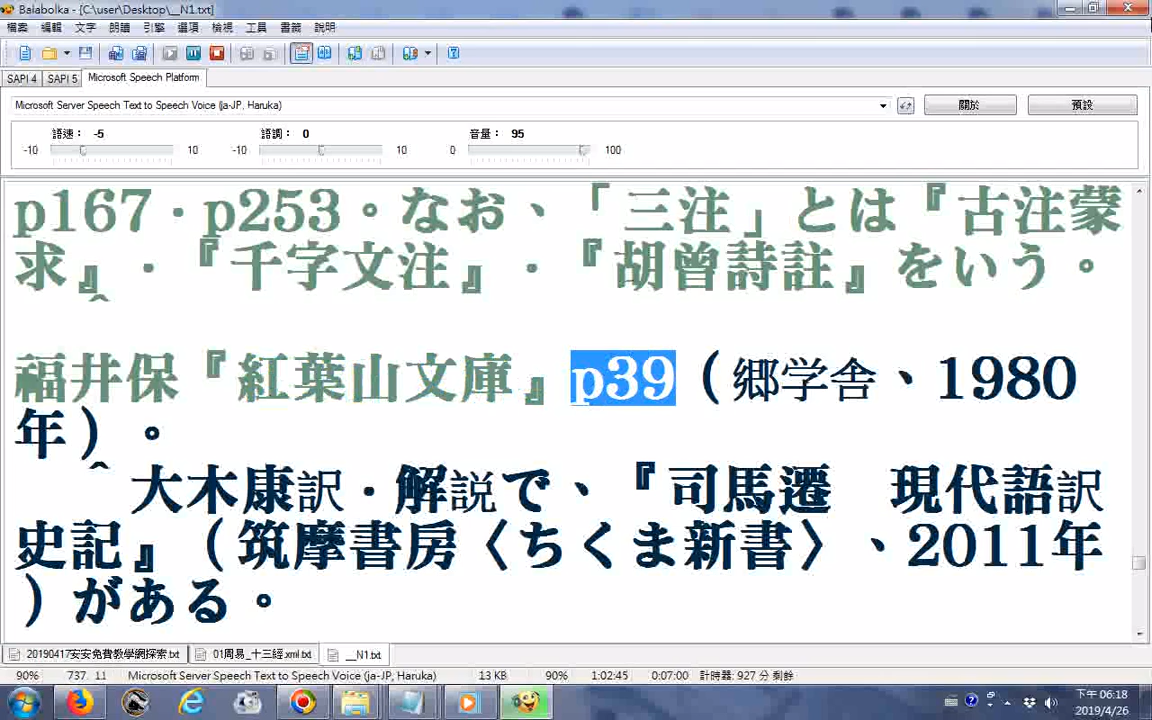 Balabolka - [C:\user\Desktop\__N1.txt]
檔案 編輯 文字 朗讀 引擎 選項 檢視 工具 書籤 說明
SAPI 4 SAPI 5 Microsoft Speech Platform
Microsoft Server Speech Text to Speech Voice (ja-JP, Haruka)
關於 預設
語速： -5 語調： 0 音量： 95
-10 10 -10 10 0 100
p167・p253。なお、「三注」とは『古注蒙
求』・『千字文注』・『胡曾詩註』をいう。
^
福井保『紅葉山文庫』p39（郷学舎、1980
年）。
^ 大木康訳・解説で、『司馬遷　現代語訳
史記』（筑摩書房〈ちくま新書〉、2011年
）がある。
20190417安安免費教學網探索.txt 01周易_十三經.xml.txt __N1.txt
90% 737. 11 Microsoft Server Speech Text to Speech Voice (ja-JP, Haruka) 13 KB 90% 1:02:45 0:07:00 計時器: 927 分 剩餘
下午 06:18
2019/4/26